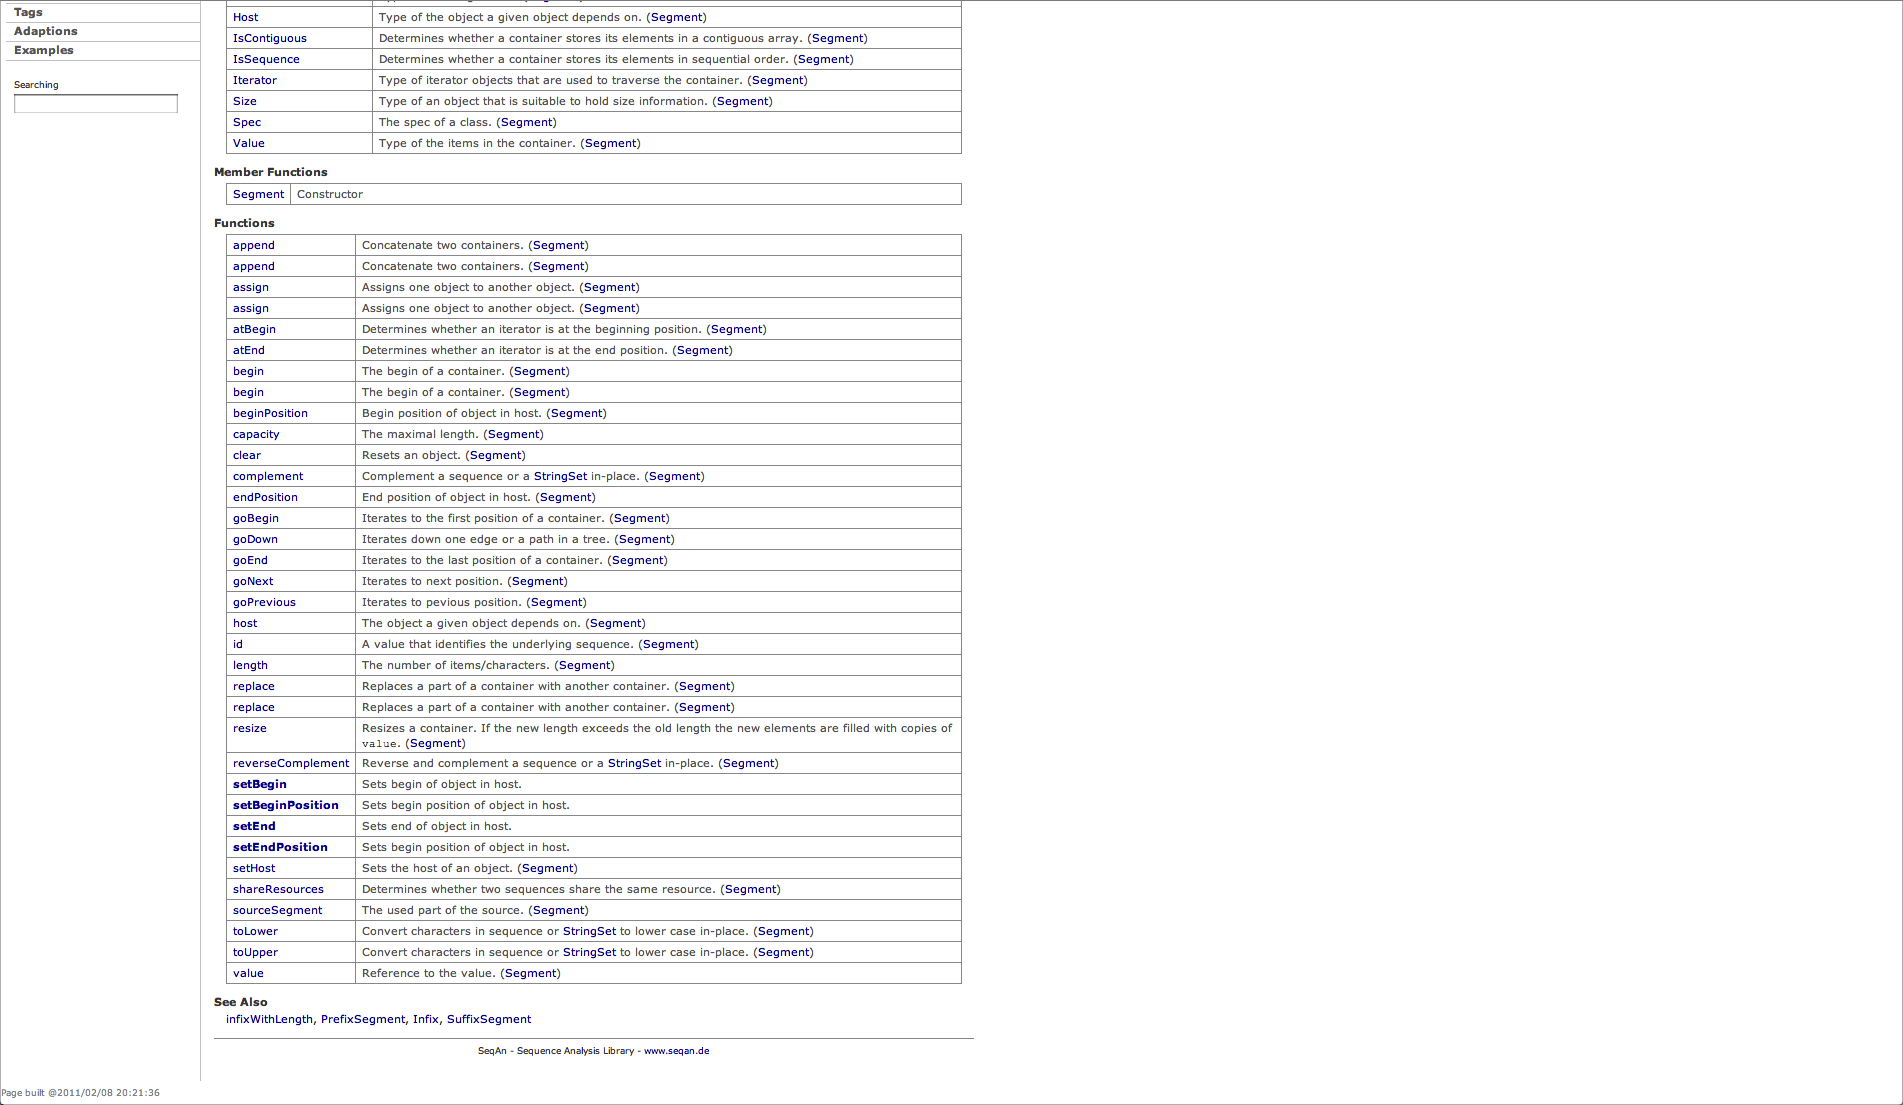 Tags
Adaptions
Examples
Searching
Host Type of the object a given object depends on. (Segment)
IsContiguous Determines whether a container stores its elements in a contiguous array. (Segment)
IsSequence Determines whether a container stores its elements in sequential order. (Segment)
Iterator Type of iterator objects that are used to traverse the container. (Segment)
Size Type of an object that is suitable to hold size information. (Segment)
Spec The spec of a class. (Segment)
Value Type of the items in the container. (Segment)
Member Functions
Segment Constructor
Functions
append Concatenate two containers. (Segment)
append Concatenate two containers. (Segment)
assign Assigns one object to another object. (Segment)
assign Assigns one object to another object. (Segment)
atBegin Determines whether an iterator is at the beginning position. (Segment)
atEnd Determines whether an iterator is at the end position. (Segment)
begin The begin of a container. (Segment)
begin The begin of a container. (Segment)
beginPosition Begin position of object in host. (Segment)
capacity The maximal length. (Segment)
clear Resets an object. (Segment)
complement Complement a sequence or a StringSet in-place. (Segment)
endPosition End position of object in host. (Segment)
goBegin Iterates to the first position of a container. (Segment)
goDown Iterates down one edge or a path in a tree. (Segment)
goEnd Iterates to the last position of a container. (Segment)
goNext Iterates to next position. (Segment)
goPrevious Iterates to pevious position. (Segment)
host The object a given object depends on. (Segment)
id A value that identifies the underlying sequence. (Segment)
length The number of items/characters. (Segment)
replace Replaces a part of a container with another container. (Segment)
replace Replaces a part of a container with another container. (Segment)
resize Resizes a container. If the new length exceeds the old length the new elements are filled with copies of
value. (Segment)
reverseComplement Reverse and complement a sequence or a StringSet in-place. (Segment)
setBegin Sets begin of object in host.
setBeginPosition Sets begin position of object in host.
setEnd Sets end of object in host.
setEndPosition Sets begin position of object in host.
setHost Sets the host of an object. (Segment)
shareResources Determines whether two sequences share the same resource. (Segment)
sourceSegment The used part of the source. (Segment)
toLower Convert characters in sequence or StringSet to lower case in-place. (Segment)
toUpper Convert characters in sequence or StringSet to lower case in-place. (Segment)
value Reference to the value. (Segment)
See Also
infixWithLength, PrefixSegment, Infix, SuffixSegment
SeqAn - Sequence Analysis Library - www.seqan.de
Page built @2011/02/08 20:21:36